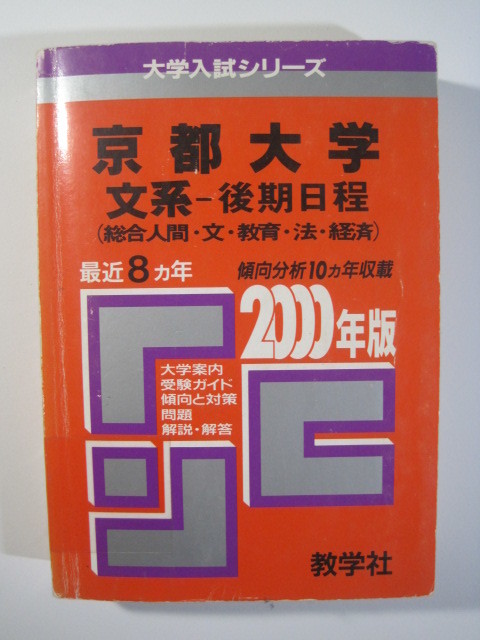 大学入試シリーズ
京都大学
文系-後期日程
(総合人間・文・教育・法・経済)
最近8ヵ年
傾向分析10ヵ年収載
2000年版
大学案内
受験ガイド
傾向と対策
問題
解説・解答
教学社